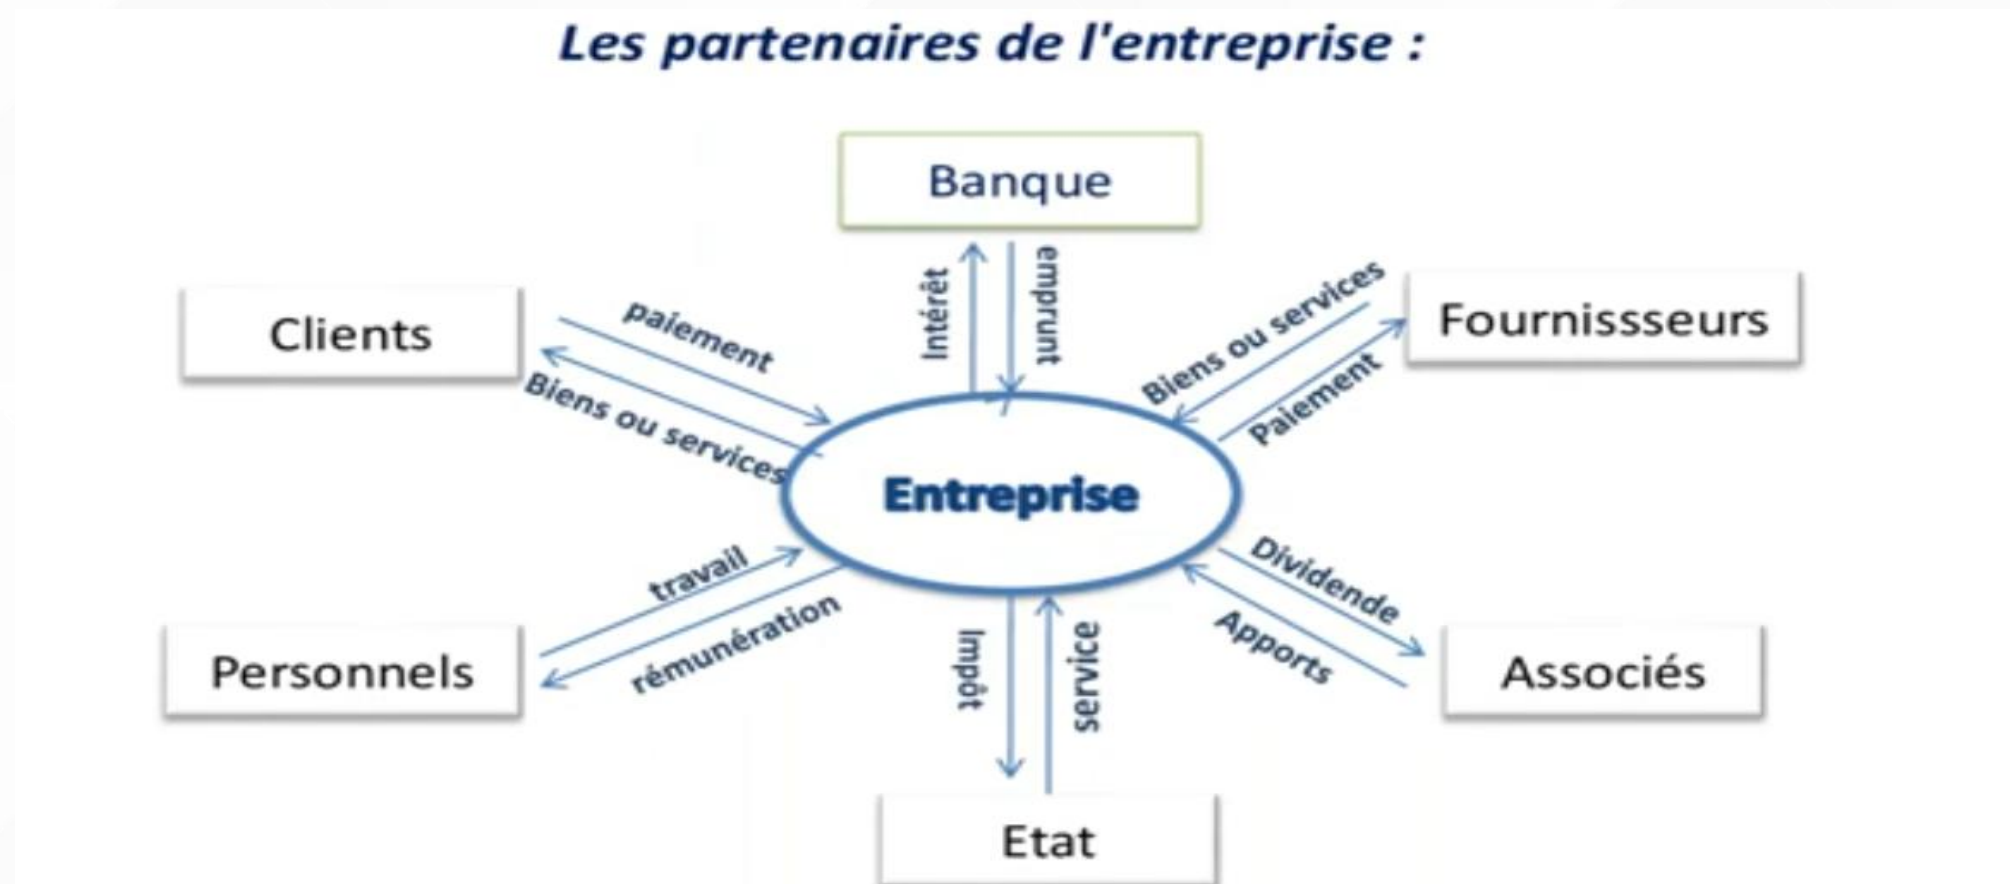 Les partenaires de l'entreprise :
Banque
Intérêt
emprunt
Clients
paiement
Biens ou services
Fournissseurs
Biens ou services
Paiement
Entreprise
Personnels
travail
rémunération
Impôt
service
Dividende
Apports
Associés
Etat